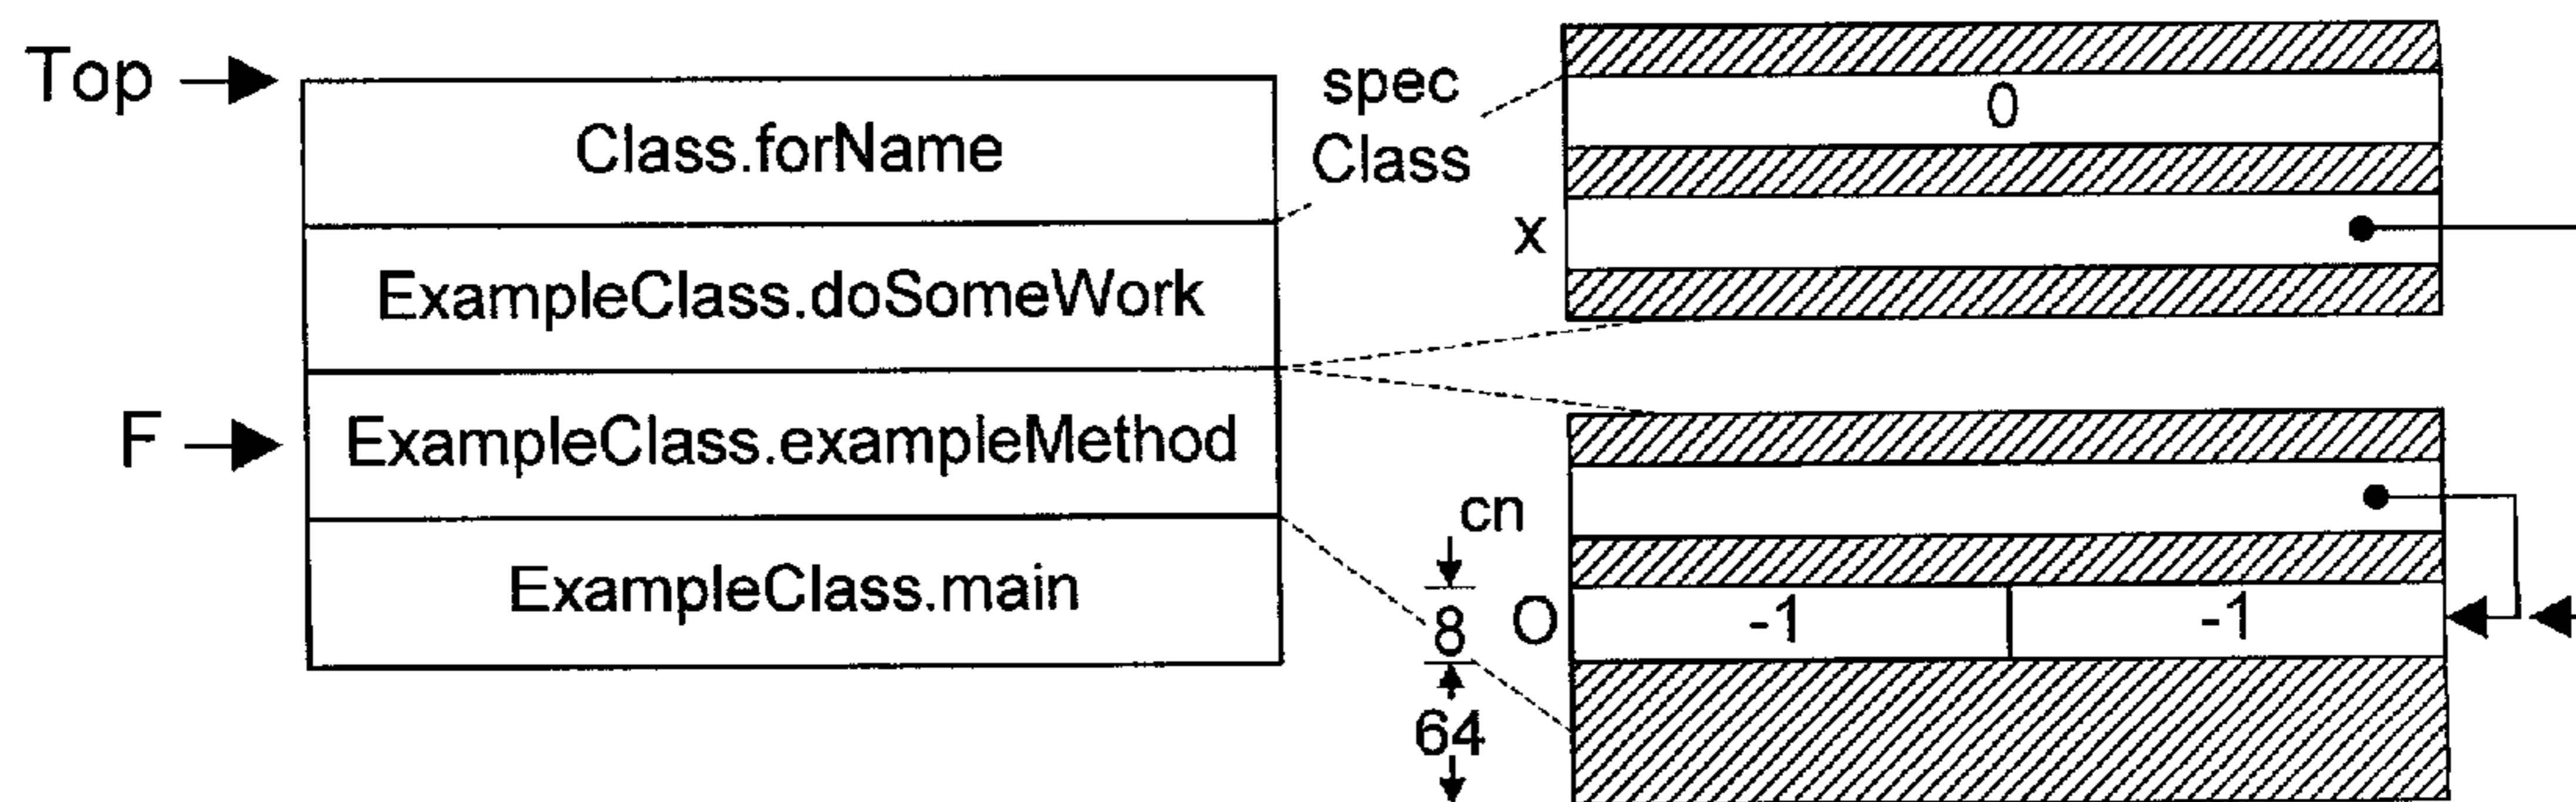 Top
Class.forName
ExampleClass.doSomeWork
F
ExampleClass.exampleMethod
ExampleClass.main
spec
Class
0
x
cn
8
O
-1 -1
64